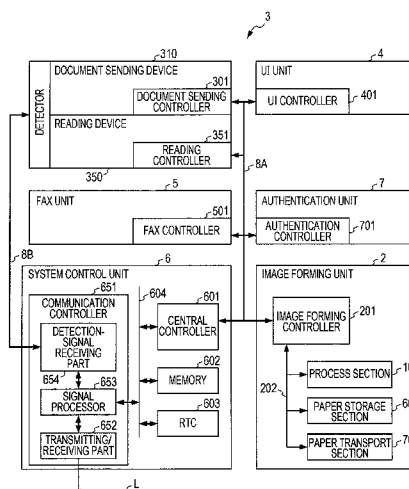 3
310
DOCUMENT SENDING DEVICE
301
DOCUMENT SENDING
CONTROLLER
DETECTOR
READING DEVICE
351
READING
CONTROLLER
350
4
UI UNIT
UI CONTROLLER
401
8A
5
FAX UNIT
501
FAX CONTROLLER
7
AUTHENTICATION UNIT
AUTHENTICATION
CONTROLLER
701
8B
6
SYSTEM CONTROL UNIT
651
COMMUNICATION
CONTROLLER
DETECTION-
SIGNAL
RECEIVING
PART
654
653
SIGNAL
PROCESSOR
652
TRANSMITTING/
RECEIVING PART
604
601
CENTRAL
CONTROLLER
602
MEMORY
603
RTC
L
2
IMAGE FORMING UNIT
IMAGE FORMING
CONTROLLER
201
202
PROCESS SECTION
PAPER STORAGE
SECTION
PAPER TRANSPORT
SECTION